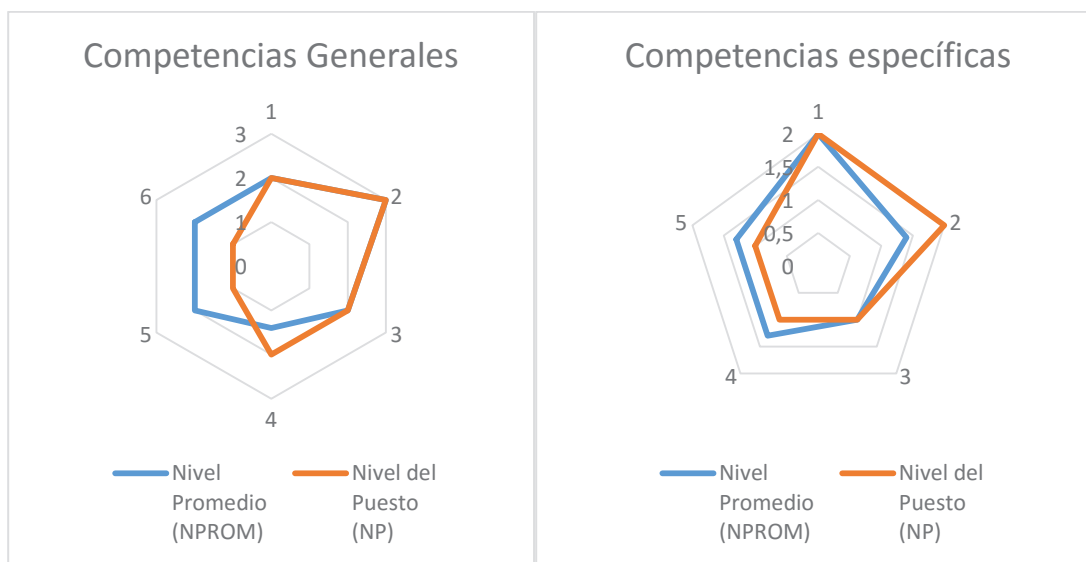 Competencias Generales
1
3
2
1
0
2
3
4
5
6
Nivel
Promedio
(NPROM)
Nivel del
Puesto
(NP)
Competencias específicas
1
2
1,5
1
0,5
0
2
3
4
5
Nivel
Promedio
(NPROM)
Nivel del
Puesto
(NP)